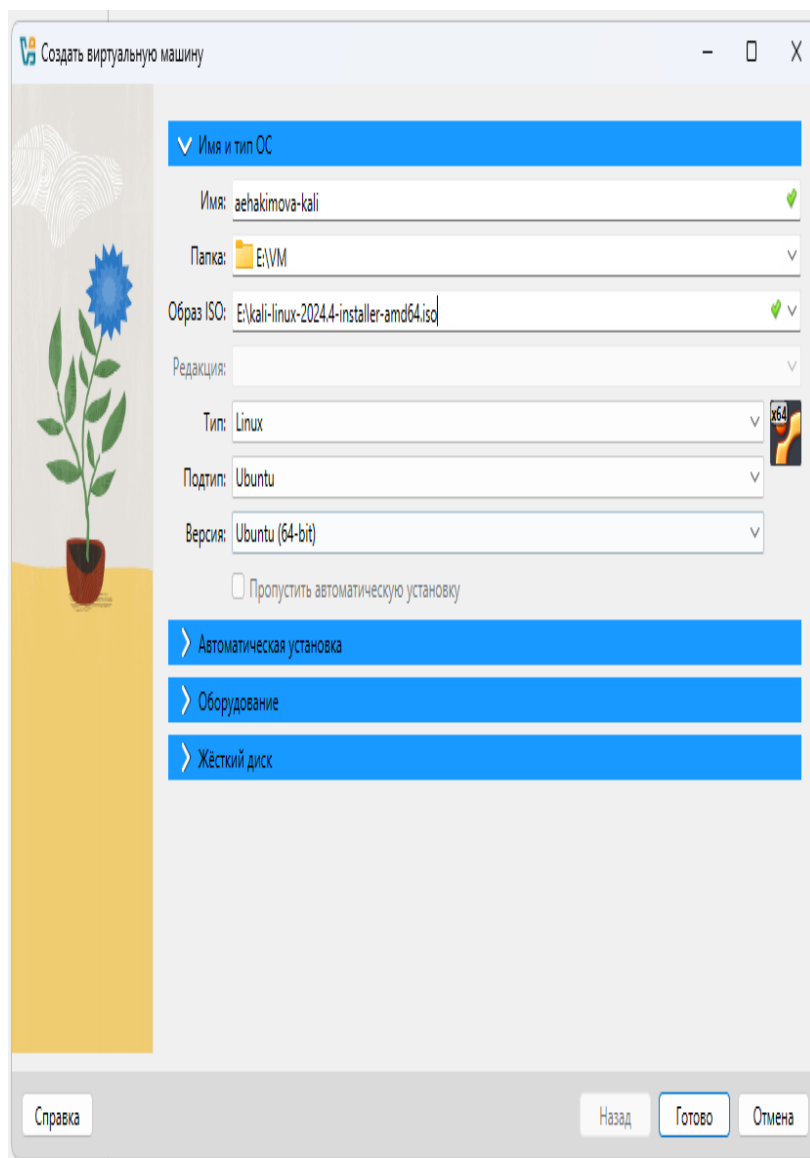 Создать виртуальную машину
Имя и тип ОС
Имя: aehakimova-kali
Папка: E:\VM
Образ ISO: E:\kali-linux-2024.4-installer-amd64.iso
Редакция:
Тип: Linux
x64
Подтип: Ubuntu
Версия: Ubuntu (64-bit)
Пропустить автоматическую установку
Автоматическая установка
Оборудование
Жёсткий диск
Справка Назад Готово Отмена